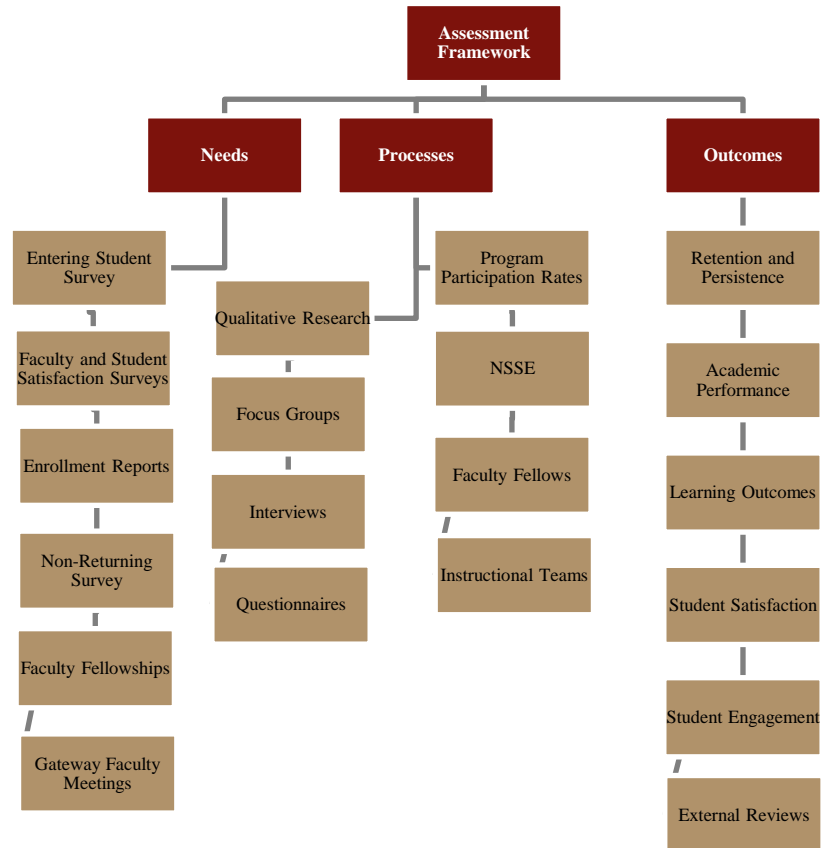 Assessment
Framework
Needs
Processes
Outcomes
Entering Student
Survey
Faculty and Student
Satisfaction Surveys
Enrollment Reports
Non-Returning
Survey
Faculty Fellowships
Gateway Faculty
Meetings
Qualitative Research
Focus Groups
Interviews
Questionnaires
Program
Participation Rates
NSSE
Faculty Fellows
Instructional Teams
Retention and
Persistence
Academic
Performance
Learning Outcomes
Student Satisfaction
Student Engagement
External Reviews